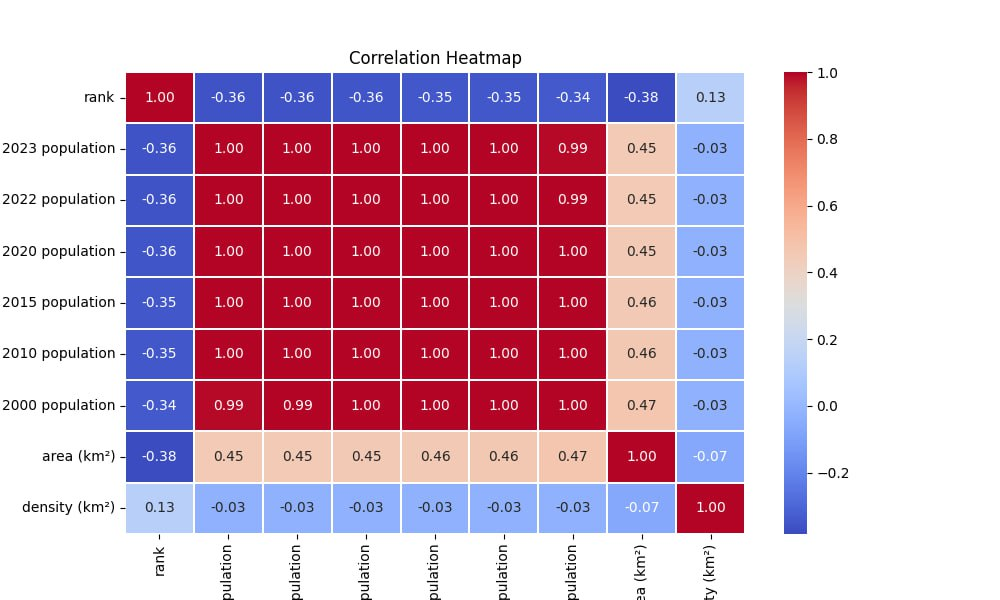 Correlation Heatmap
rank 1.00 -0.36 -0.36 -0.36 -0.35 -0.35 -0.34 -0.38 0.13
2023 population -0.36 1.00 1.00 1.00 1.00 1.00 0.99 0.45 -0.03
2022 population -0.36 1.00 1.00 1.00 1.00 1.00 0.99 0.45 -0.03
2020 population -0.36 1.00 1.00 1.00 1.00 1.00 1.00 0.45 -0.03
2015 population -0.35 1.00 1.00 1.00 1.00 1.00 1.00 0.46 -0.03
2010 population -0.35 1.00 1.00 1.00 1.00 1.00 1.00 0.46 -0.03
2000 population -0.34 0.99 0.99 1.00 1.00 1.00 1.00 0.47 -0.03
area (km²) -0.38 0.45 0.45 0.45 0.46 0.46 0.47 1.00 -0.07
density (km²) 0.13 -0.03 -0.03 -0.03 -0.03 -0.03 -0.03 -0.07 1.00
rank pulation pulation pulation pulation pulation pulation ea (km²) ty (km²)
1.0
0.8
0.6
0.4
0.2
0.0
−0.2